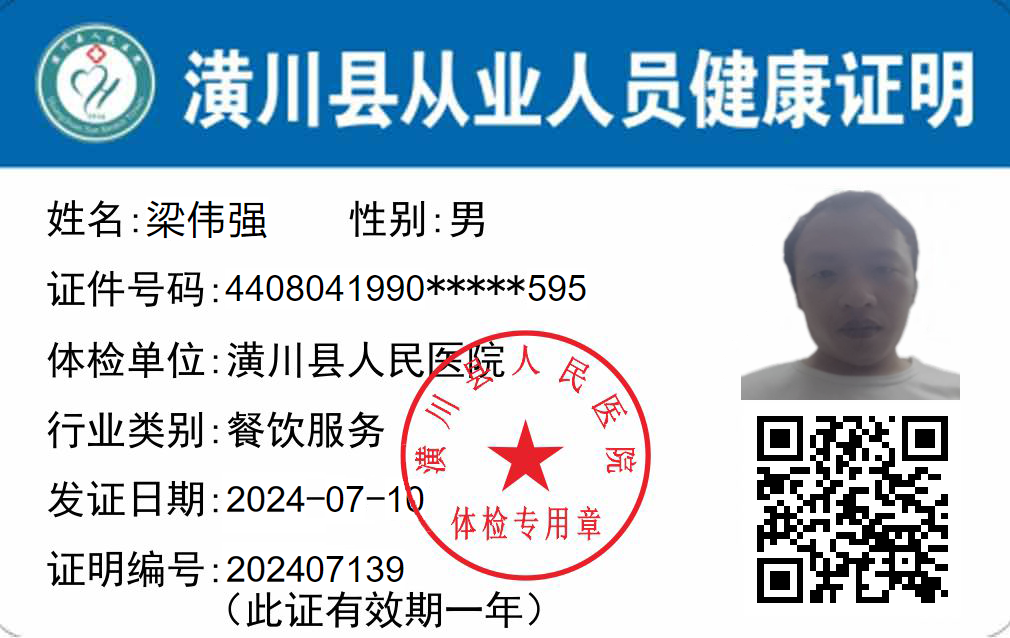 潢川县从业人员健康证明
姓名:梁伟强 性别:男
证件号码:4408041990*****595
体检单位:潢川县人民医院
行业类别:餐饮服务
发证日期:2024-07-10
证明编号:202407139
(此证有效期一年)
潢川县人民医院
体检专用章